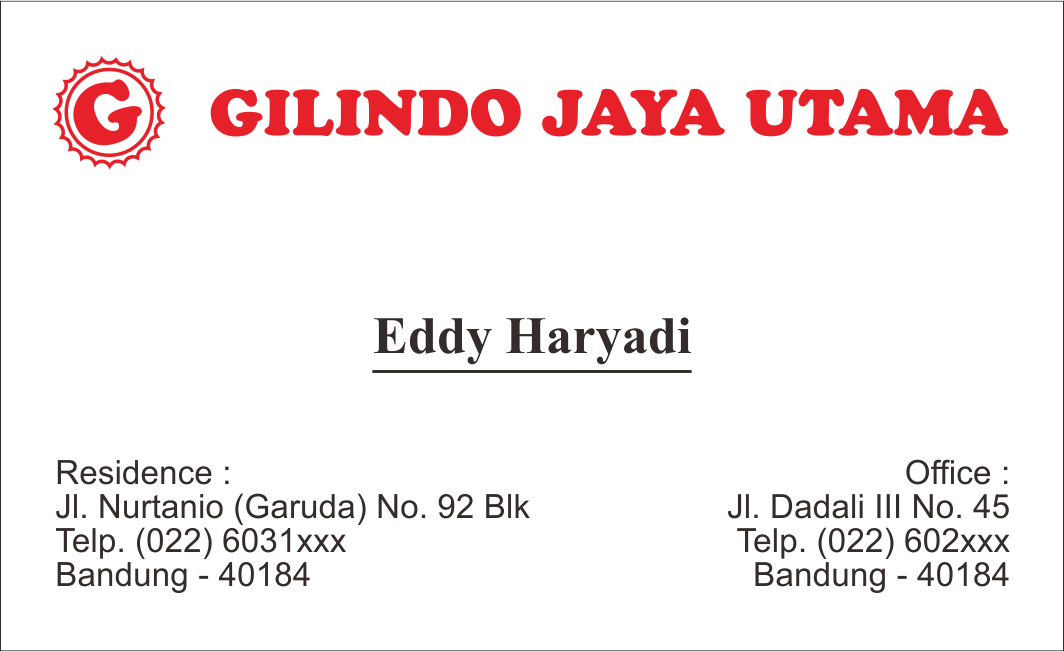 G
GILINDO JAYA UTAMA
Eddy Haryadi
Residence :
Jl. Nurtanio (Garuda) No. 92 Blk
Telp. (022) 6031xxx
Bandung - 40184
Office :
Jl. Dadali III No. 45
Telp. (022) 602xxx
Bandung - 40184